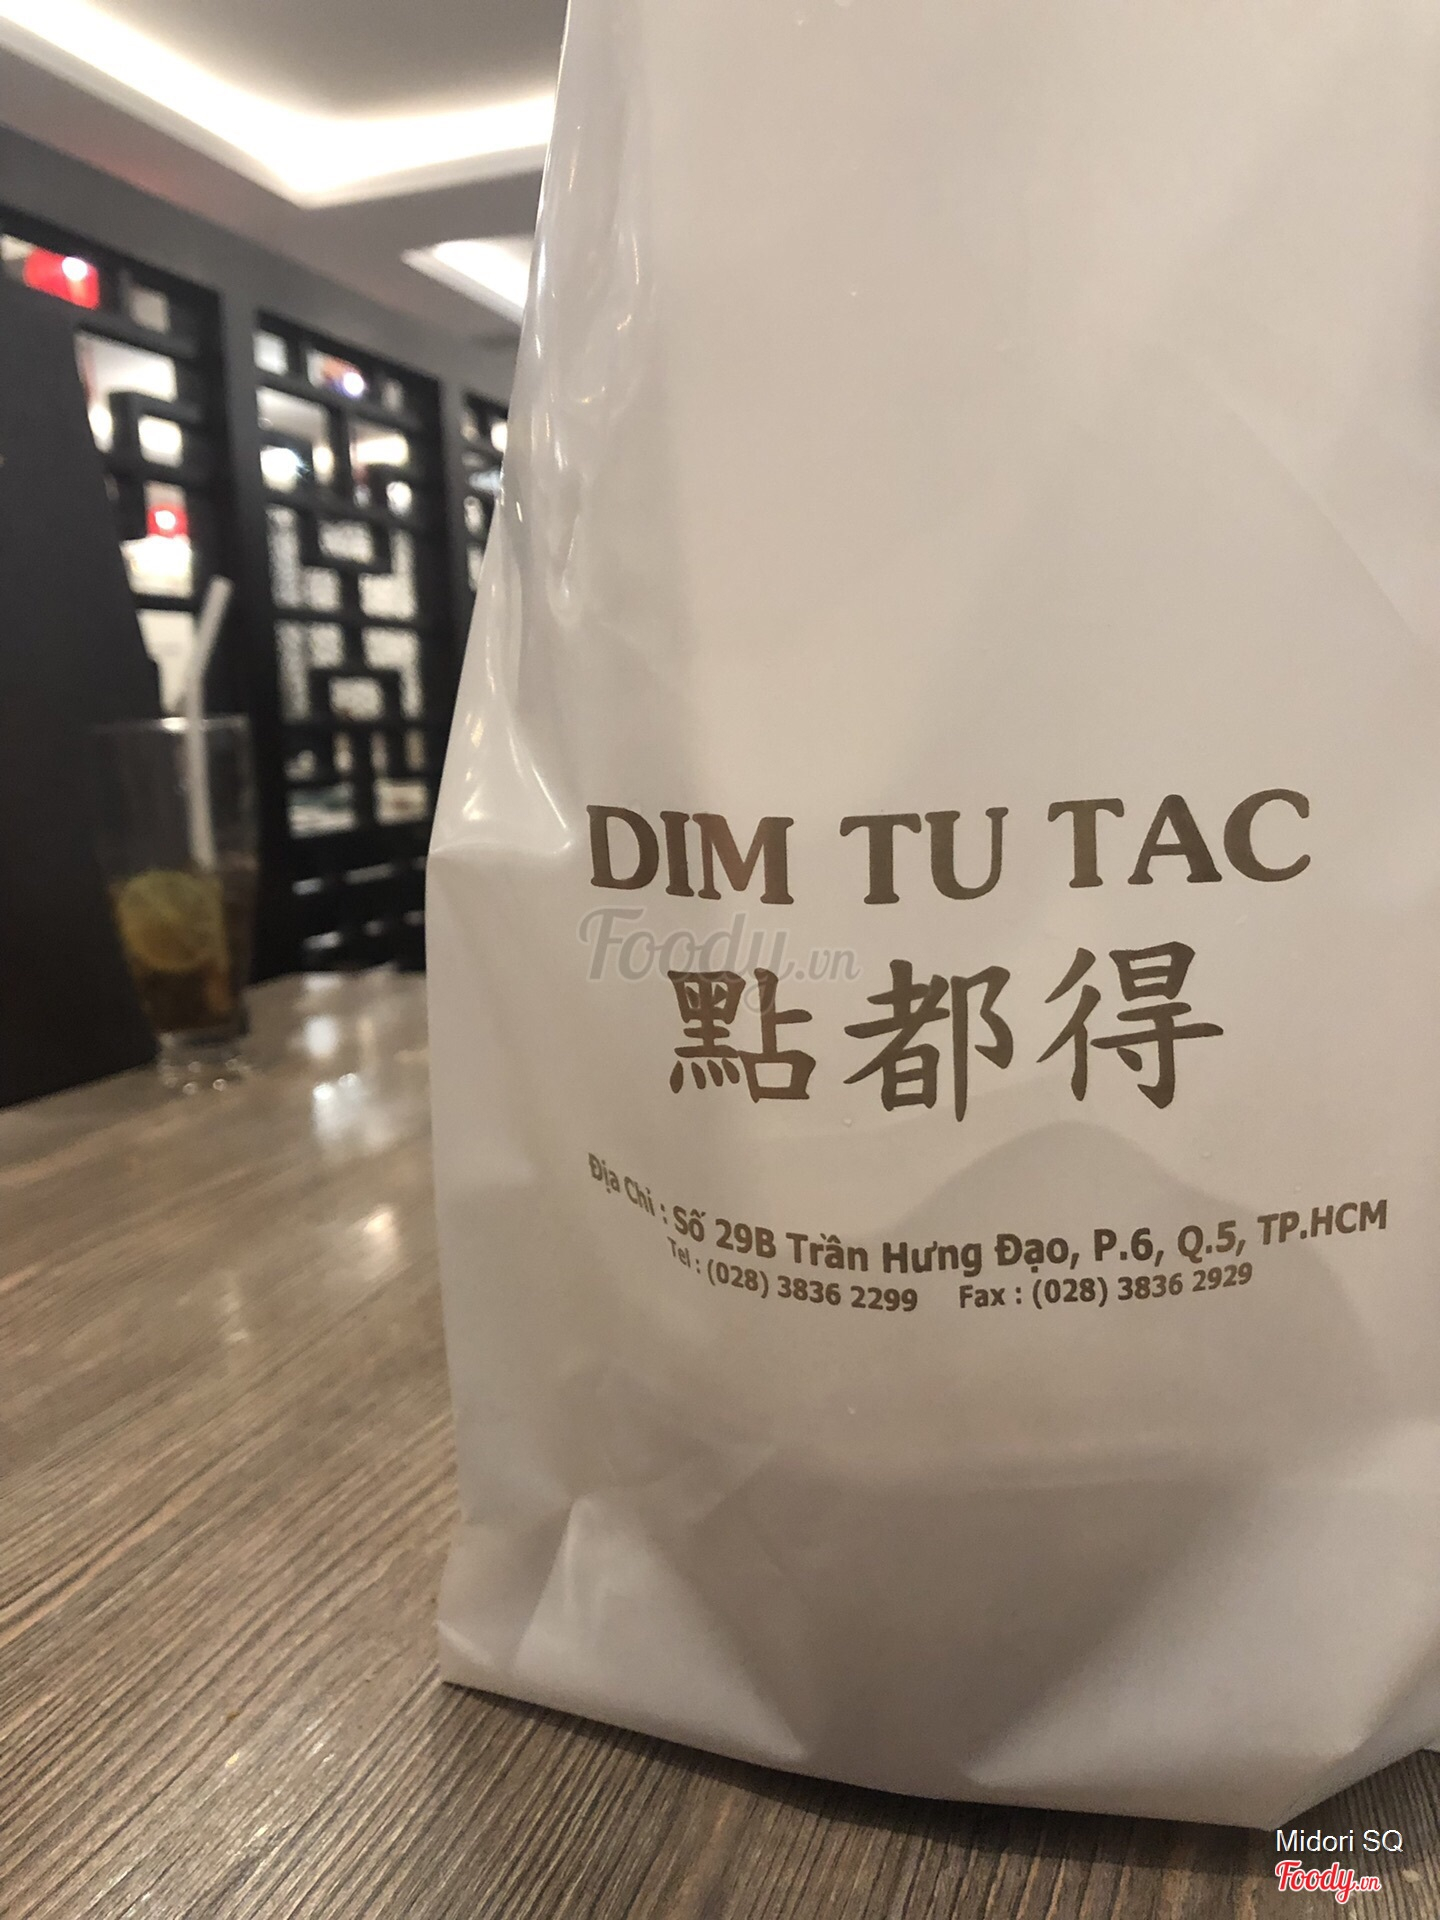 DIM TU TAC
Foody.vn
點都得
Địa Chỉ : Số 29B Trần Hưng Đạo, P.6, Q.5, TP.HCM
Tel : (028) 3836 2299 Fax : (028) 3836 2929
Midori SQ
Foody.vn